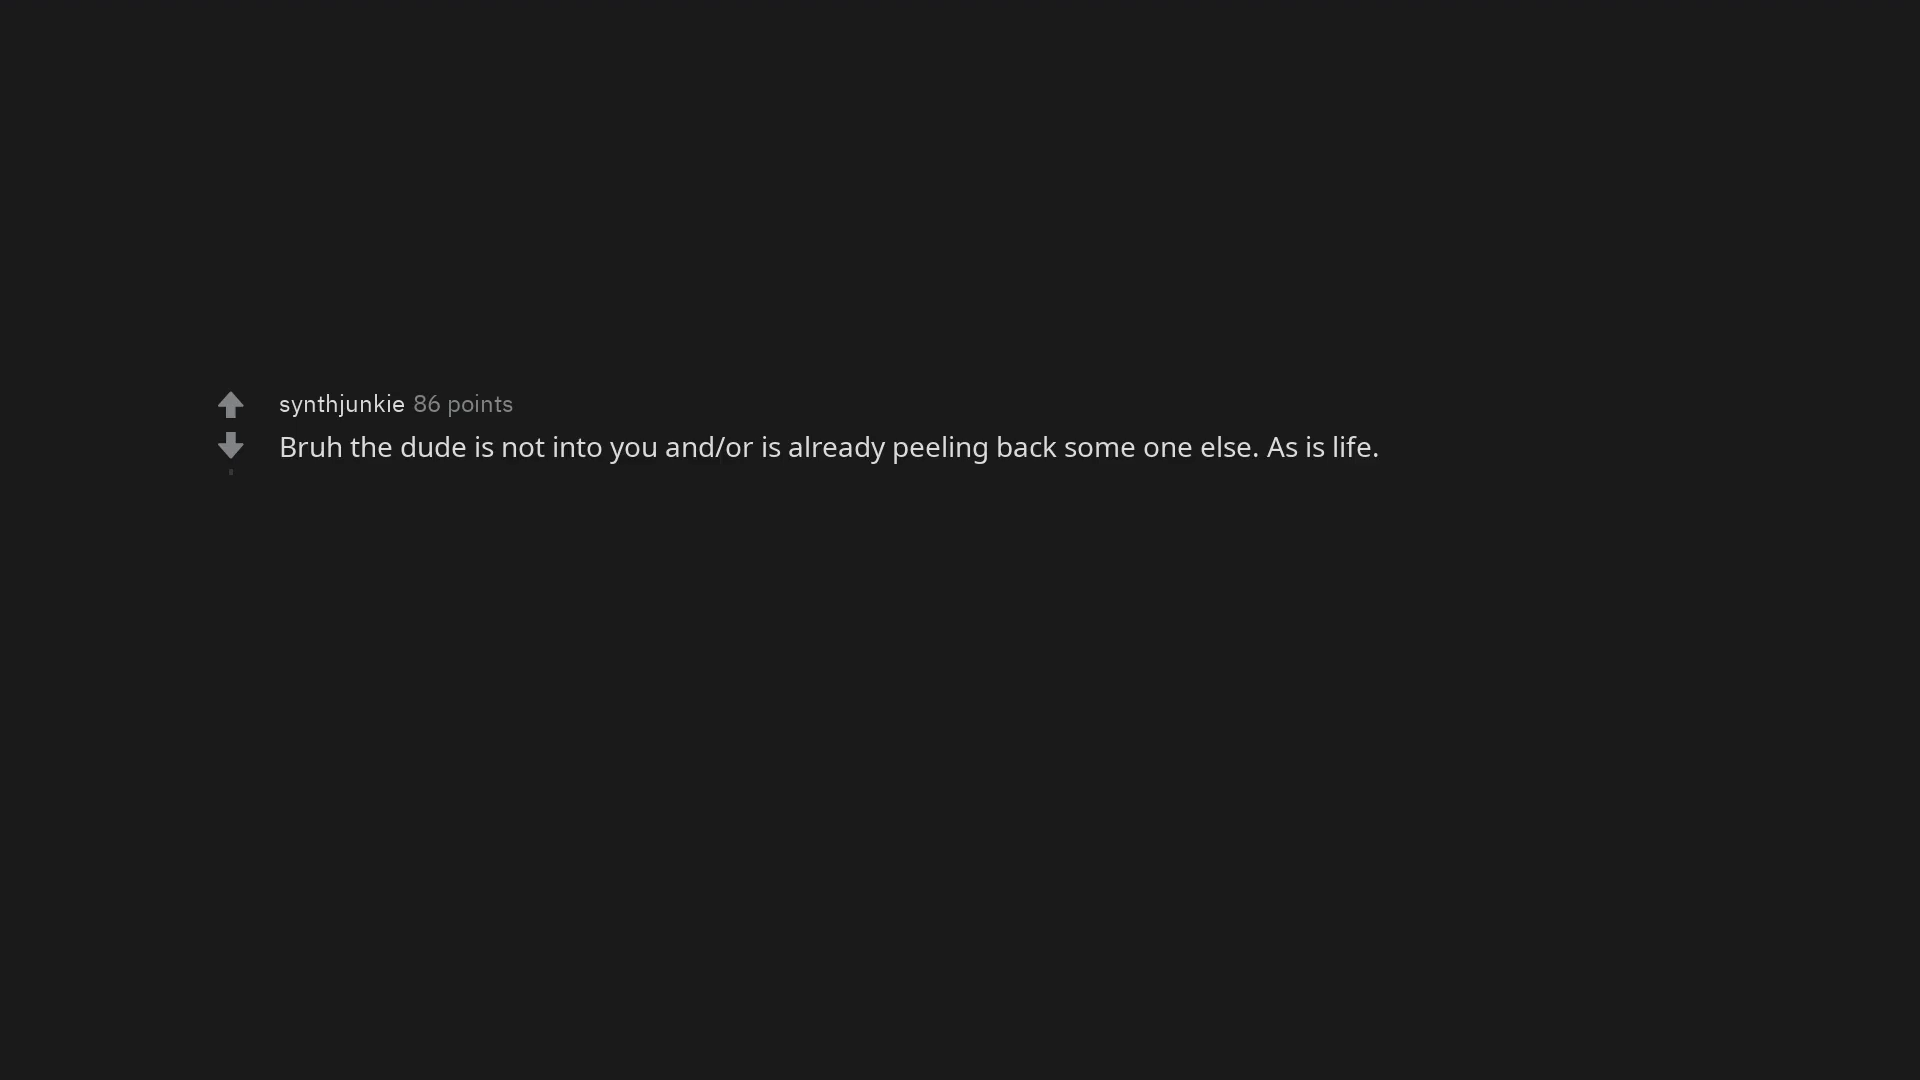 synthjunkie 86 points
Bruh the dude is not into you and/or is already peeling back some one else. As is life.